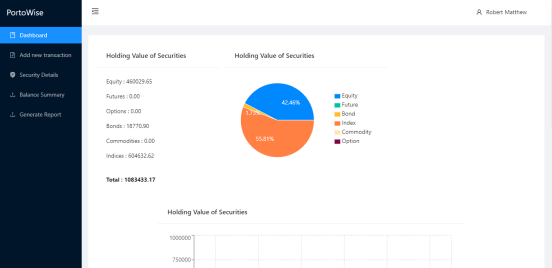 PortoWise
Robert Matthew
Dashboard
Add new transaction
Security Details
Balance Summary
Generate Report
Holding Value of Securities
Equity : 460029.65
Futures : 0.00
Options : 0.00
Bonds : 18770.90
Commodities : 0.00
Indices : 604632.62
Total : 1083433.17
Holding Value of Securities
42.46%
1.73%
55.81%
Equity
Future
Bond
Index
Commodity
Option
Holding Value of Securities
1000000
750000